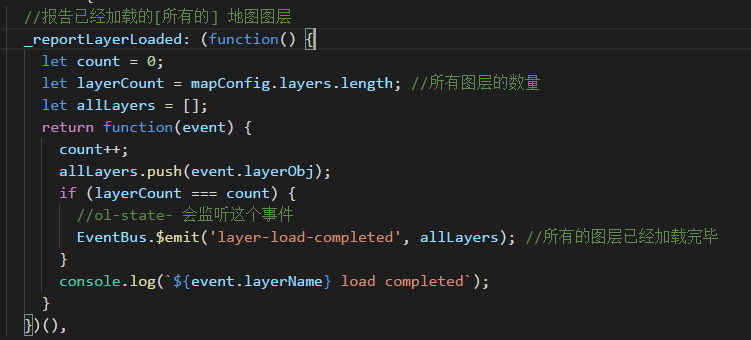 //报告已经加载的[所有的] 地图图层
_reportLayerLoaded: (function() {
let count = 0;
let layerCount = mapConfig.layers.length; //所有图层的数量
let allLayers = [];
return function(event) {
count++;
allLayers.push(event.layerObj);
if (layerCount === count) {
//ol-state- 会监听这个事件
EventBus.$emit('layer-load-completed', allLayers); //所有的图层已经加载完毕
}
console.log(`${event.layerName} load completed`);
}
})(),